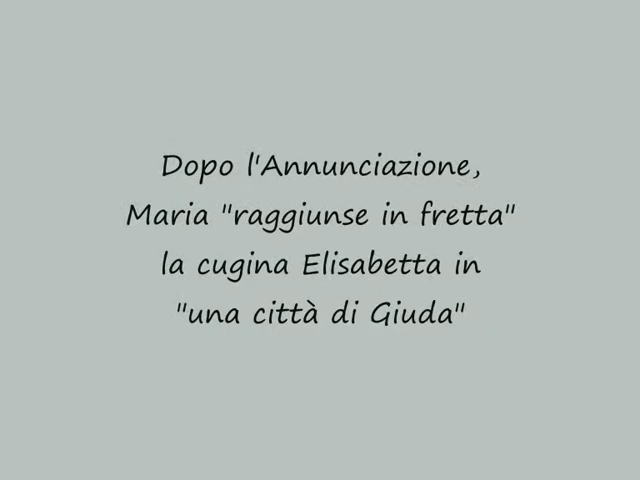 Dopo l'Annunciazione,
Maria "raggiunse in fretta"
la cugina Elisabetta in
"una città di Giuda"